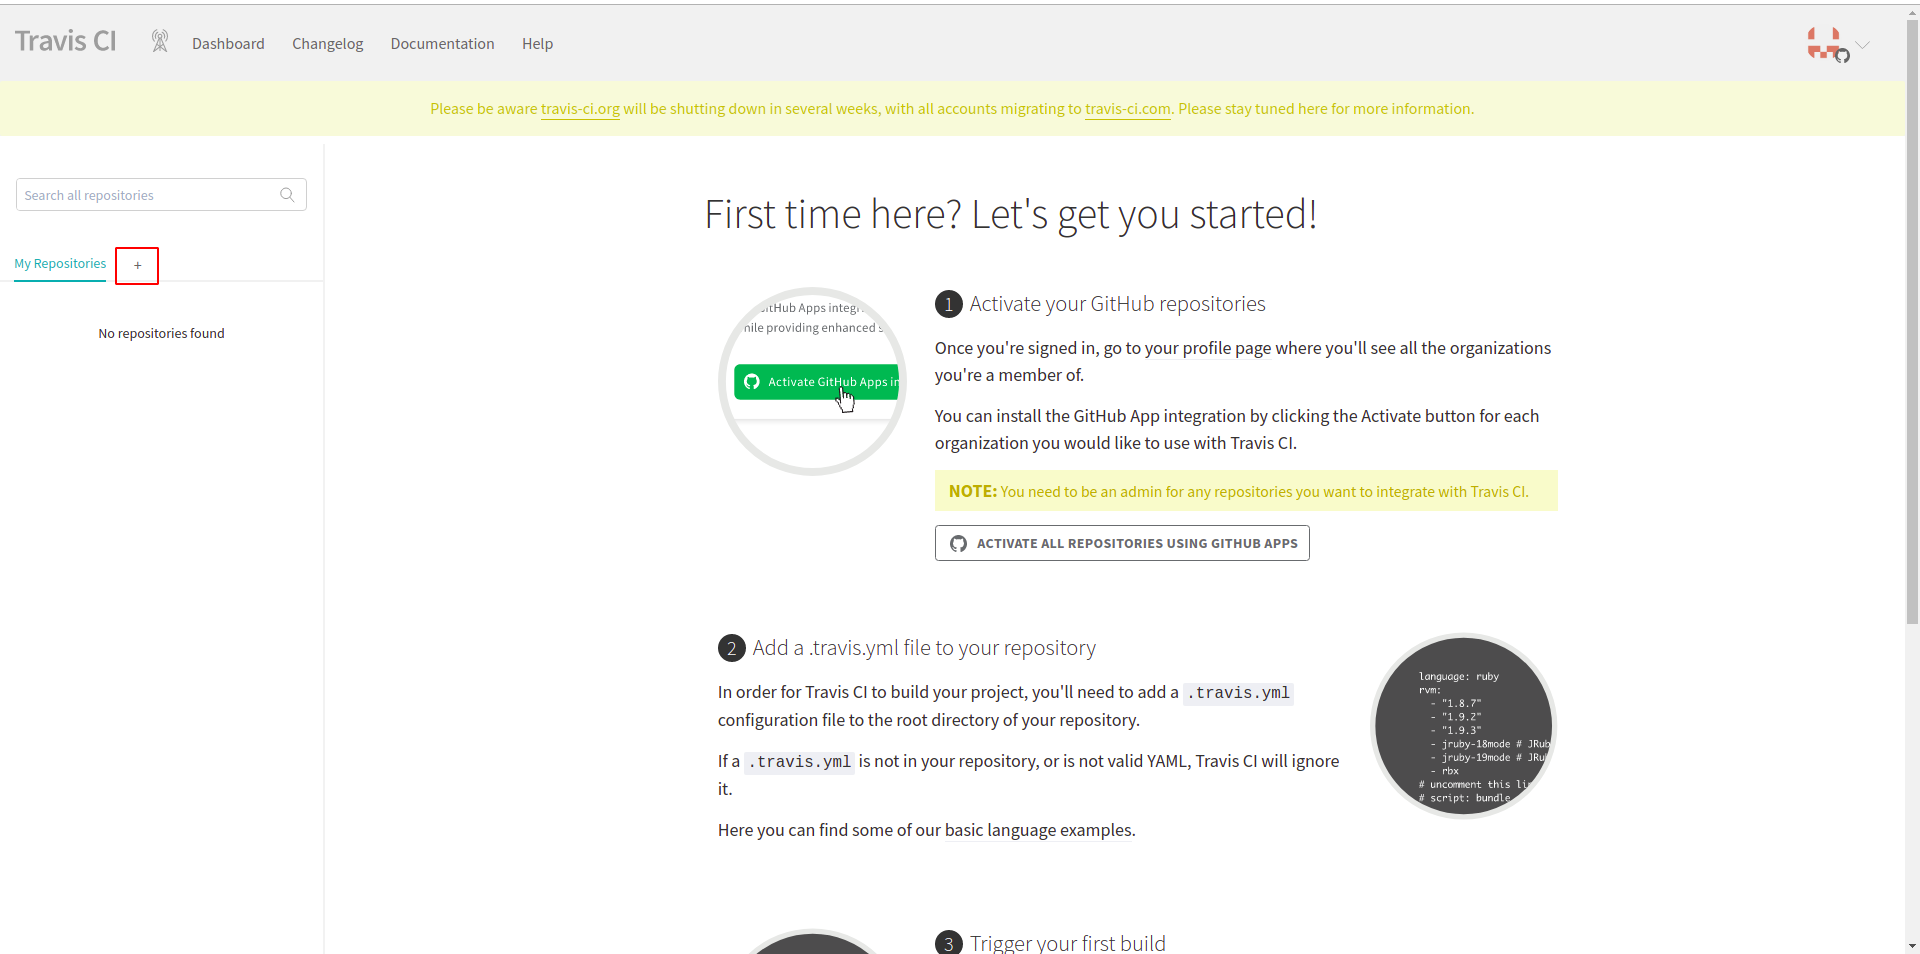 Travis CI
Dashboard
Changelog
Documentation
Help
Please be aware travis-ci.org will be shutting down in several weeks, with all accounts migrating to travis-ci.com. Please stay tuned here for more information.
Search all repositories
My Repositories
+
No repositories found
First time here? Let's get you started!
GitHub Apps integr
while providing enhanced s
Activate GitHub Apps in
1 Activate your GitHub repositories
Once you're signed in, go to your profile page where you'll see all the organizations
you're a member of.
You can install the GitHub App integration by clicking the Activate button for each
organization you would like to use with Travis CI.
NOTE: You need to be an admin for any repositories you want to integrate with Travis CI.
ACTIVATE ALL REPOSITORIES USING GITHUB APPS
2 Add a .travis.yml file to your repository
In order for Travis CI to build your project, you'll need to add a .travis.yml
configuration file to the root directory of your repository.
If a .travis.yml is not in your repository, or is not valid YAML, Travis CI will ignore
it.
Here you can find some of our basic language examples.
language: ruby
rvm:
- "1.8.7"
- "1.9.2"
- "1.9.3"
- jruby-18mode # JRub
- jruby-19mode # JRu
- rbx
# uncomment this li
# script: bundle
3 Trigger your first build